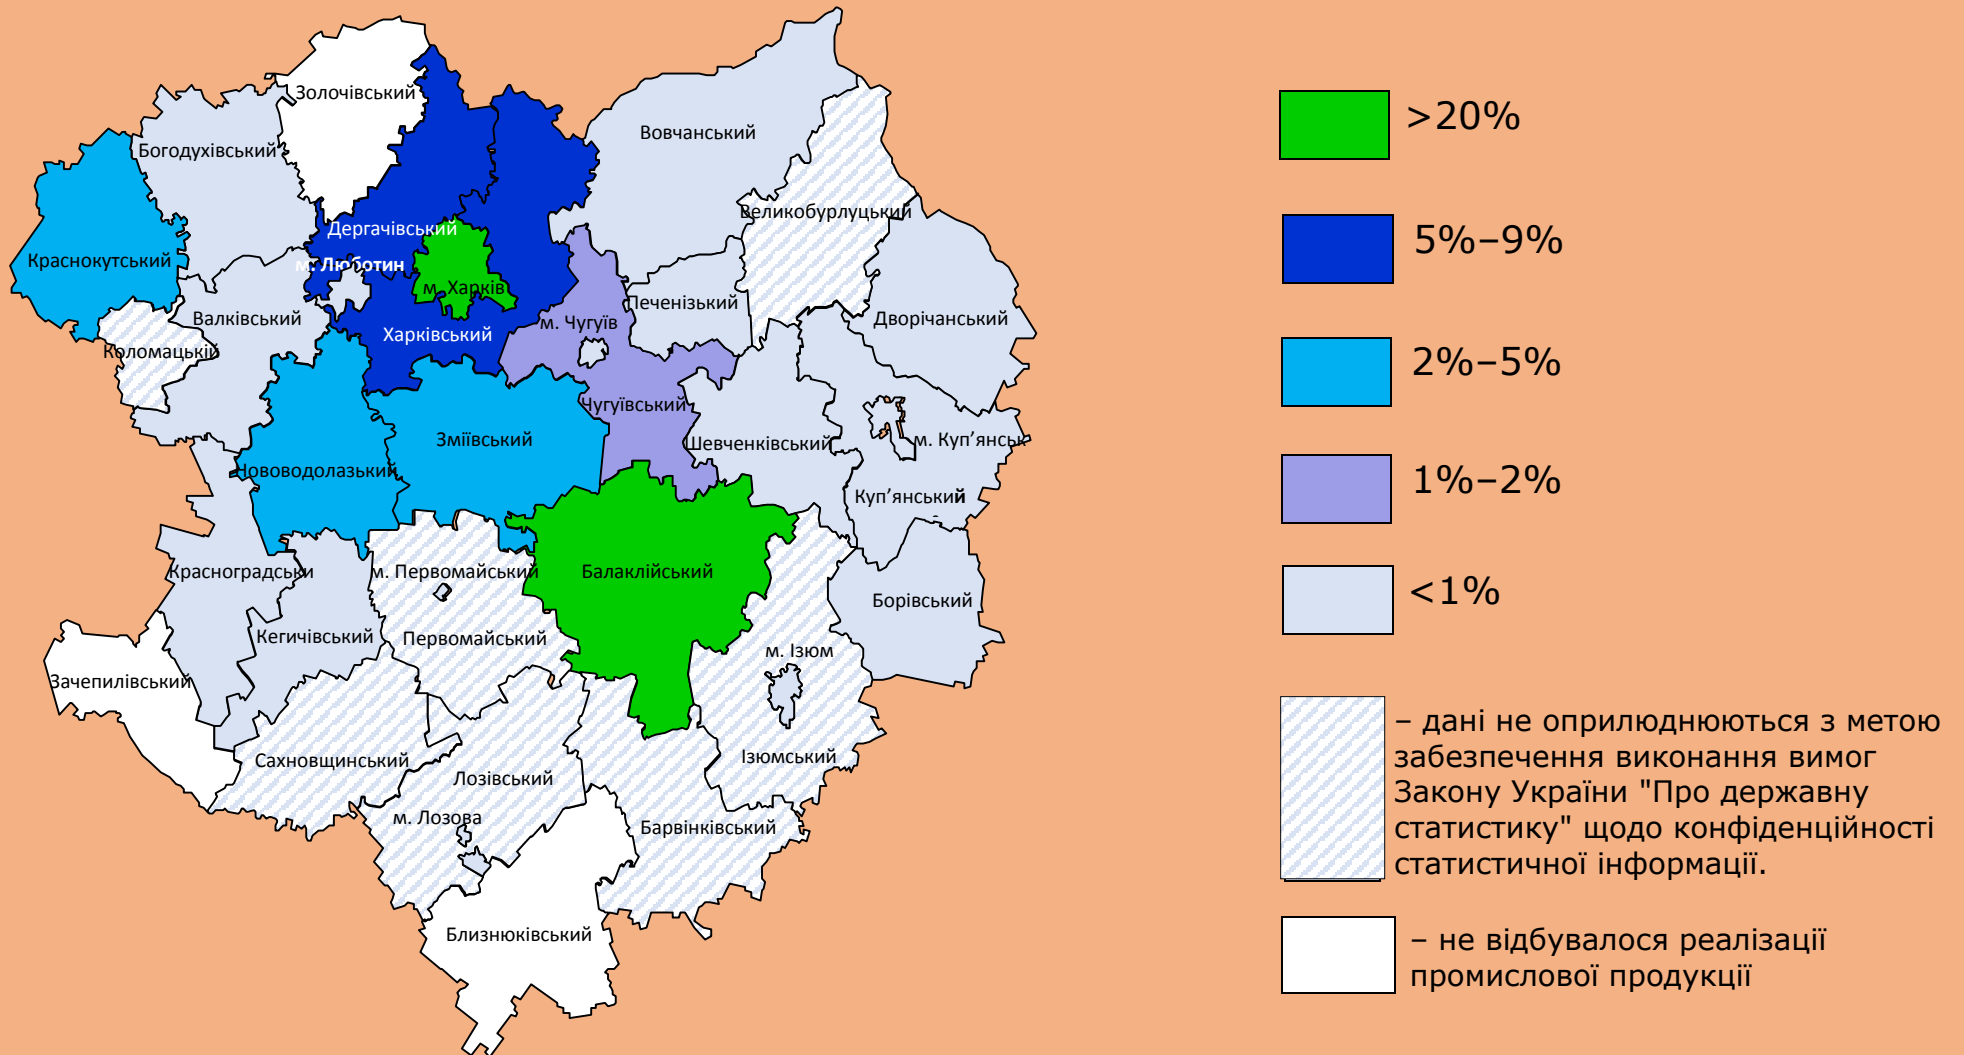 Золочівський
Вовчанський
Богодухівський
Великобурлуцький
Дергачівський
Краснокутський
м. Люботин
м. Харків
Печенізький
Валківський
Дворічанський
м. Чугуїв
Харківський
Коломацькій
Чугуївський
Зміївський
Шевченківський
м. Куп’янськ
Нововодолазький
Куп’янський
Красноградськи
м. Первомайський
Балаклійський
Борівський
Кегичівський
Первомайський
м. Ізюм
Зачепилівський
Сахновщинський
Ізюмський
Лозівський
м. Лозова
Барвінківський
Близнюківський
>20%
5%–9%
2%–5%
1%–2%
<1%
– дані не оприлюднюються з метою
забезпечення виконання вимог
Закону України "Про державну
статистику" щодо конфіденційності
статистичної інформації.
– не відбувалося реалізації
промислової продукції